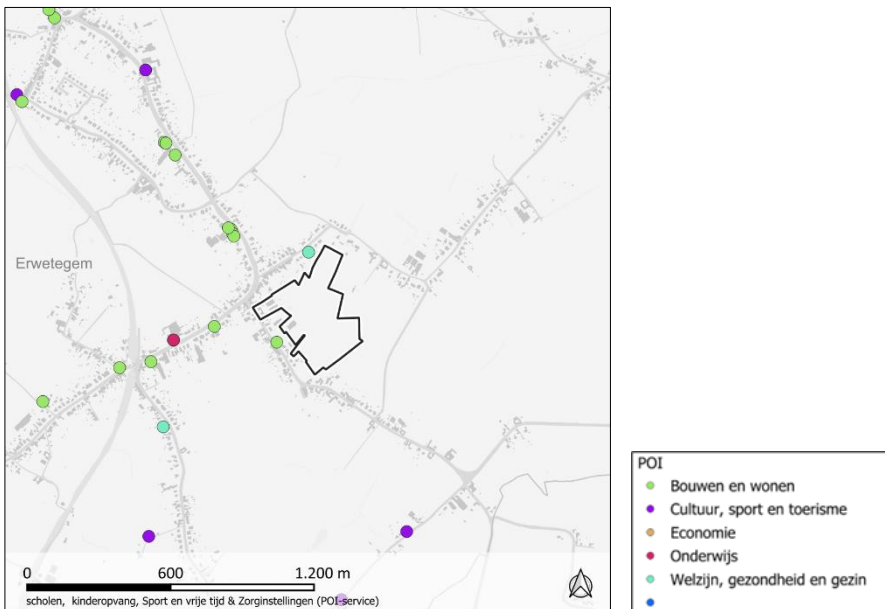 Erwetegem
POI
Bouwen en wonen
Cultuur, sport en toerisme
Economie
Onderwijs
Welzijn, gezondheid en gezin
0 600 1.200 m
scholen, kinderopvang, Sport en vrije tijd & Zorginstellingen (POI-service)